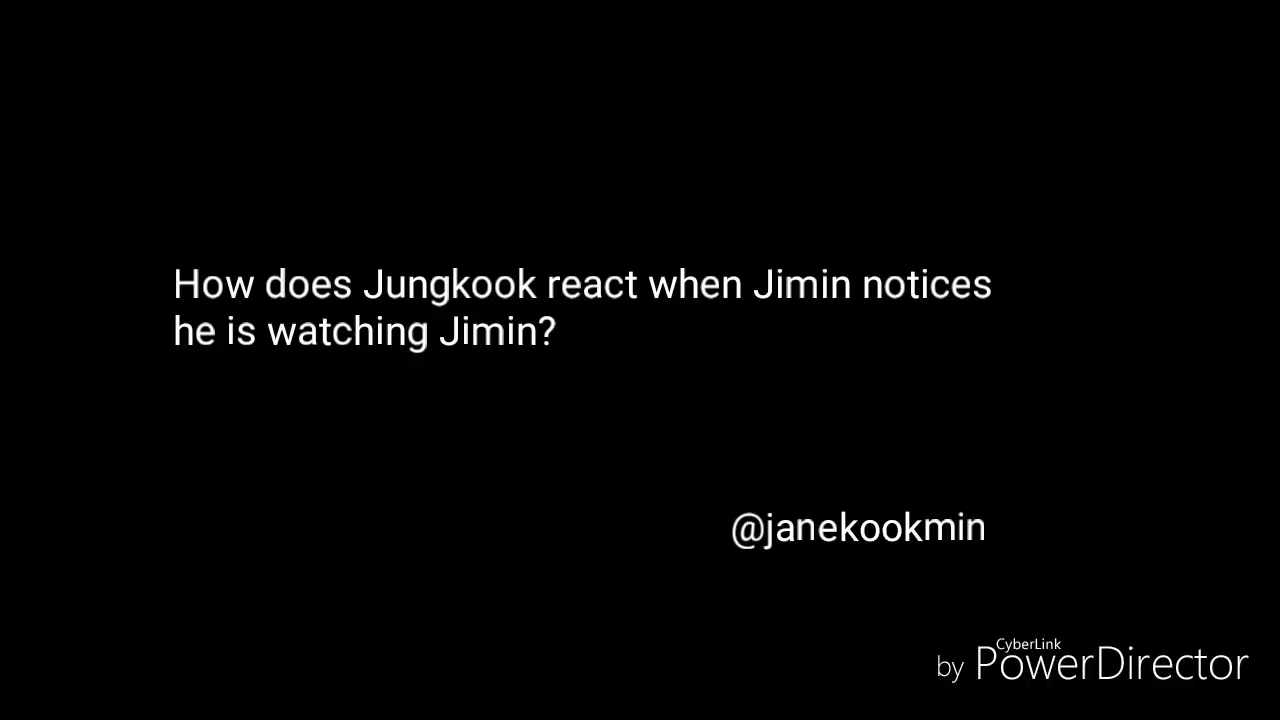 How does Jungkook react when Jimin notices
he is watching Jimin?
@janekookmin
CyberLink
by PowerDirector